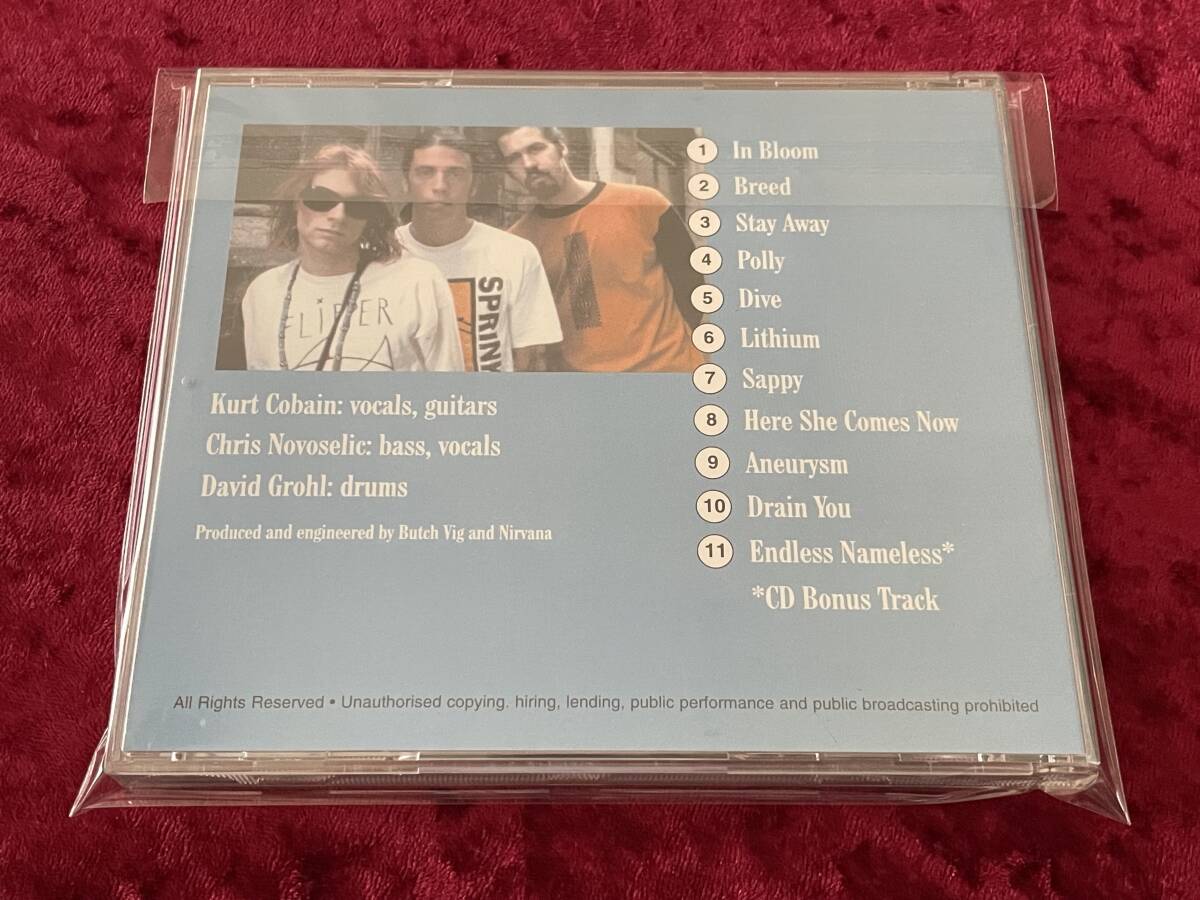 FLIPPER
SPRINY
Kurt Cobain: vocals, guitars
Chris Novoselic: bass, vocals
David Grohl: drums
Produced and engineered by Butch Vig and Nirvana
1 In Bloom
2 Breed
3 Stay Away
4 Polly
5 Dive
6 Lithium
7 Sappy
8 Here She Comes Now
9 Aneurysm
10 Drain You
11 Endless Nameless*
*CD Bonus Track
All Rights Reserved • Unauthorised copying. hiring, lending, public performance and public broadcasting prohibited